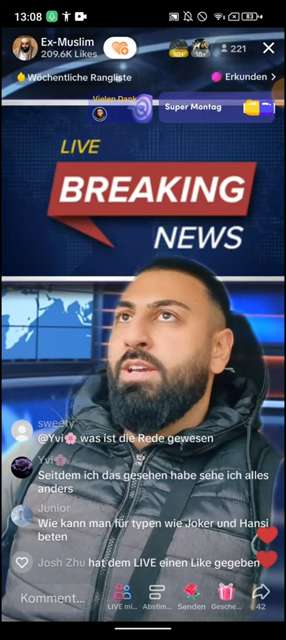 13:08
83
Ex-Muslim
209.6K Likes
221
Wöchentliche Rangliste
Erkunden >
Vielen Dank
Super Montag
LIVE
BREAKING
NEWS
sweety
@Yvi🌸 was ist die Rede gewesen
Yvi🌸
Seitdem ich das gesehen habe sehe ich alles
anders
Junior
Wie kann man für typen wie Joker und Hansi
beten
Josh Zhu hat dem LIVE einen Like gegeben
Komment...
LIVE mi...
Abstim...
Senden
Gesche...
42